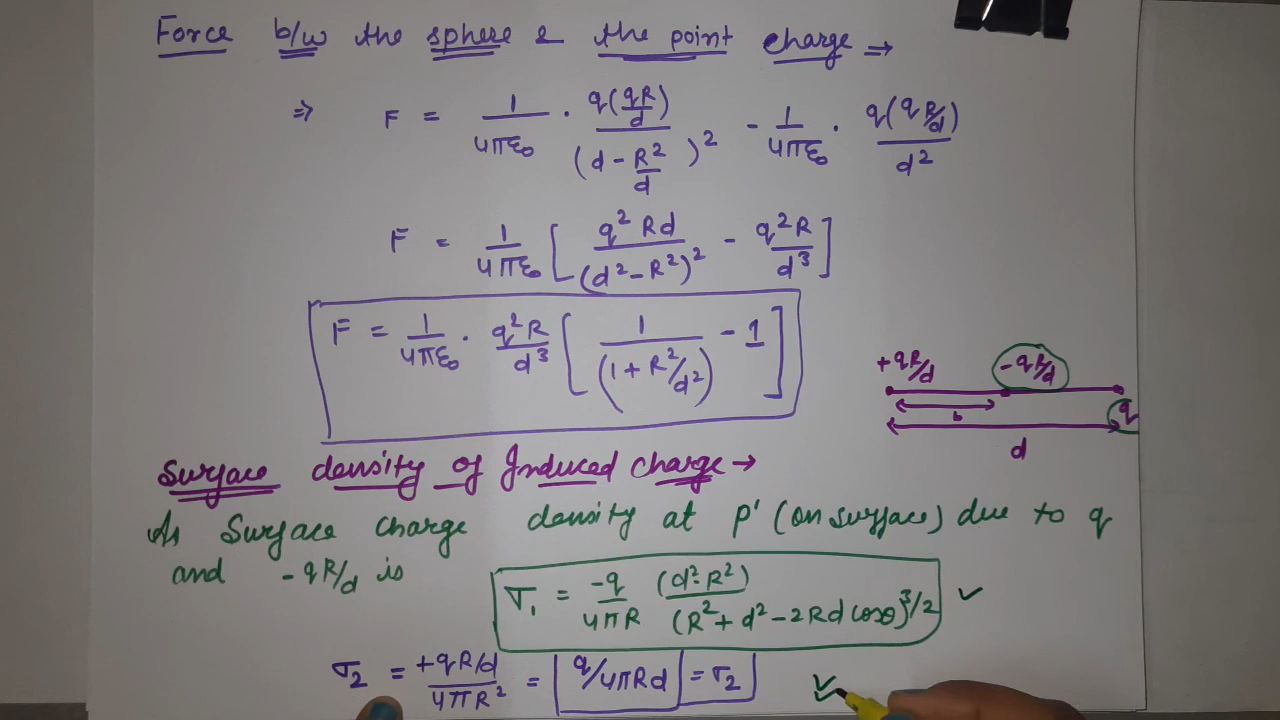 Force b/w the sphere & the point charge ⇒
⇒ F = 1/4πε₀ · q(qR/d)/(d - R²/d)² - 1/4πε₀ · q(qR/d)/d²
F = 1/4πε₀ [q²Rd/(d²-R²)² - q²R/d³]
F = 1/4πε₀ · q²R/d³ [1/(1+R²/d²) - 1]
+qR/d -qR/d
b q
d
Surface density of Induced charge →
As Surface charge density at p' (on surface) due to q
and -qR/d is
σ₁ = -q/4πR (d²-R²)/(R²+d²-2Rd cosθ)^3/2
σ₂ = +qR/d/4πR² = q/4πRd = σ₂